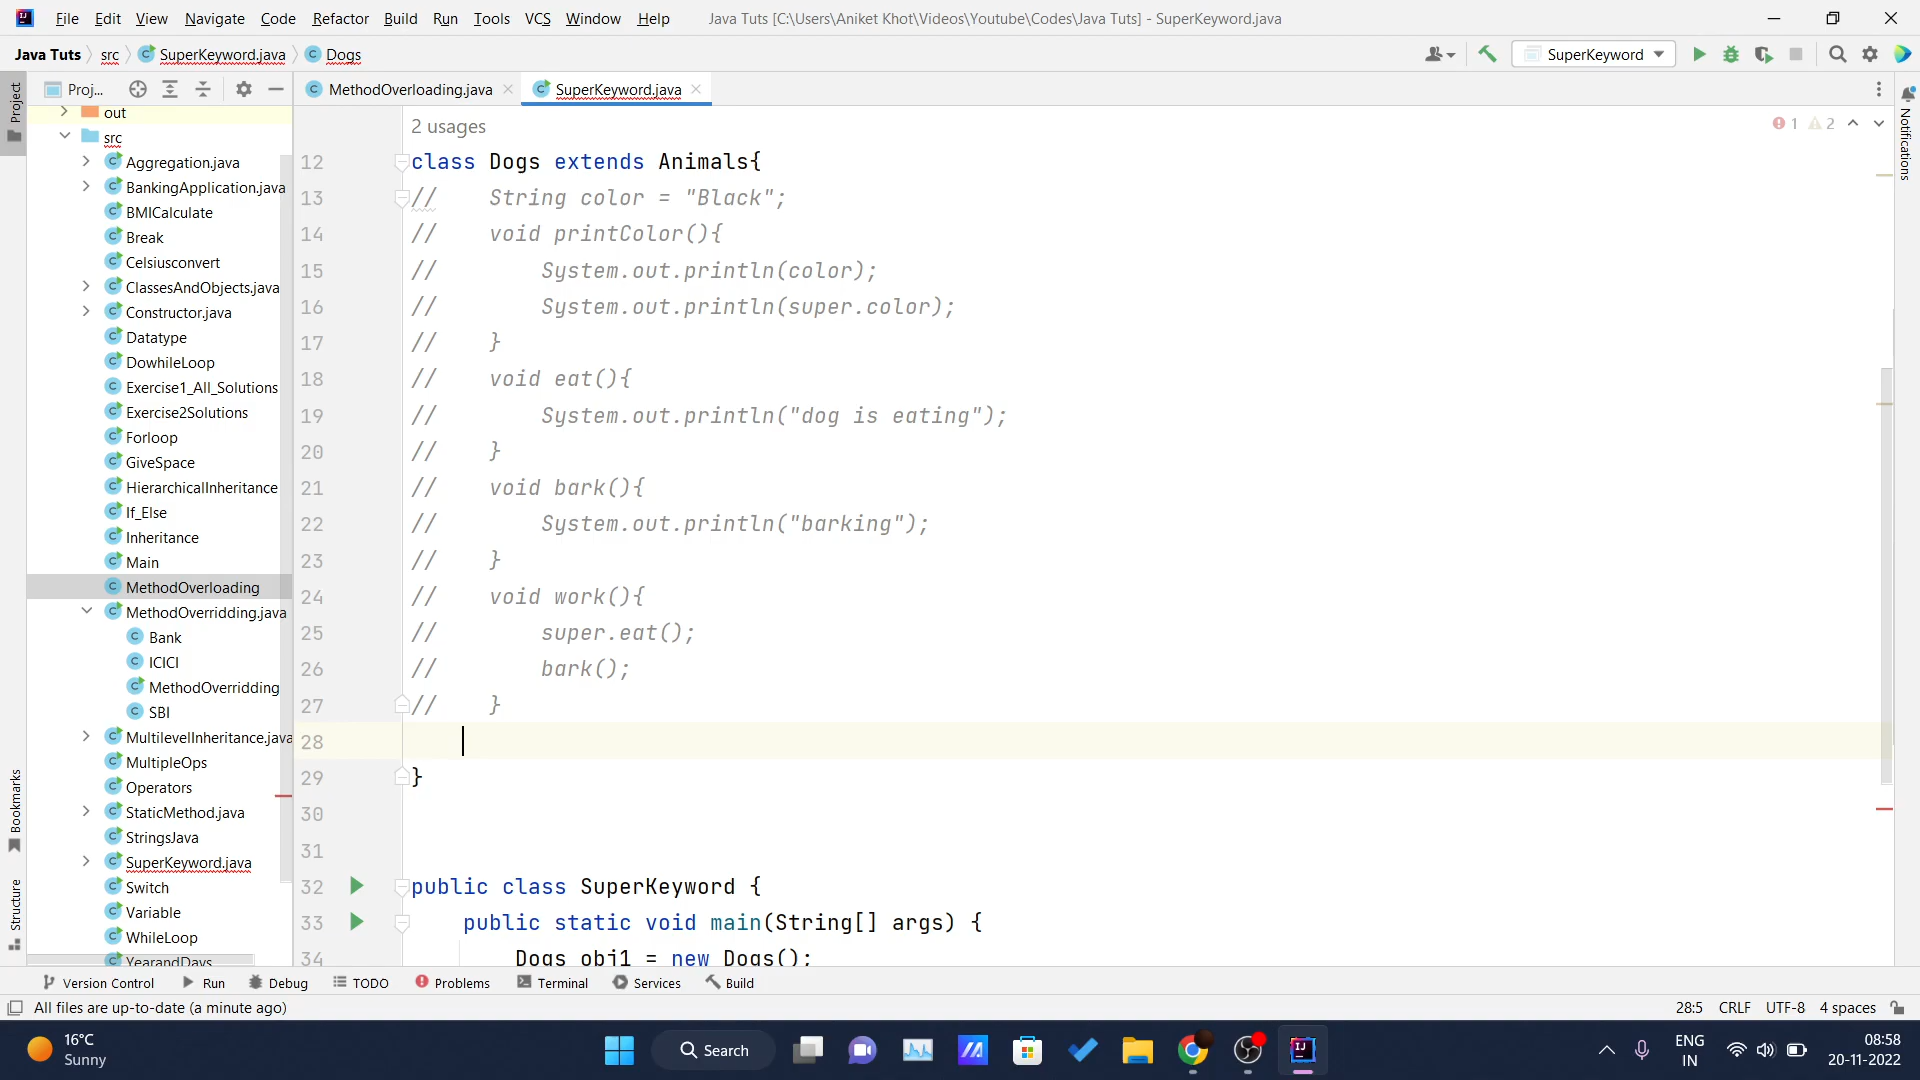 File Edit View Navigate Code Refactor Build Run Tools VCS Window Help Java Tuts [C:\Users\Aniket Khot\Videos\Youtube\Codes\Java Tuts] - SuperKeyword.java
Java Tuts src SuperKeyword.java Dogs SuperKeyword
Project Proj... MethodOverloading.java SuperKeyword.java
Notifications
out
src
Aggregation.java
BankingApplication.java
BMICalculate
Break
Celsiusconvert
ClassesAndObjects.java
Constructor.java
Datatype
DowhileLoop
Exercise1_All_Solutions
Exercise2Solutions
Forloop
GiveSpace
HierarchicalInheritance
If_Else
Inheritance
Main
MethodOverloading
MethodOverridding.java
Bank
ICICI
MethodOverridding
SBI
MultilevelInheritance.java
MultipleOps
Operators
StaticMethod.java
StringsJava
SuperKeyword.java
Switch
Variable
WhileLoop
YearandDays
Bookmarks
Structure
2 usages 1 2
12 class Dogs extends Animals{
13 //    String color = "Black";
14 //    void printColor(){
15 //        System.out.println(color);
16 //        System.out.println(super.color);
17 //    }
18 //    void eat(){
19 //        System.out.println("dog is eating");
20 //    }
21 //    void bark(){
22 //        System.out.println("barking");
23 //    }
24 //    void work(){
25 //        super.eat();
26 //        bark();
27 //    }
28
29 }
30
31
32 public class SuperKeyword {
33     public static void main(String[] args) {
34         Dogs obj1 = new Dogs();
Version Control Run Debug TODO Problems Terminal Services Build
All files are up-to-date (a minute ago) 28:5 CRLF UTF-8 4 spaces
16°C
Sunny
Search
ENG
IN
08:58
20-11-2022